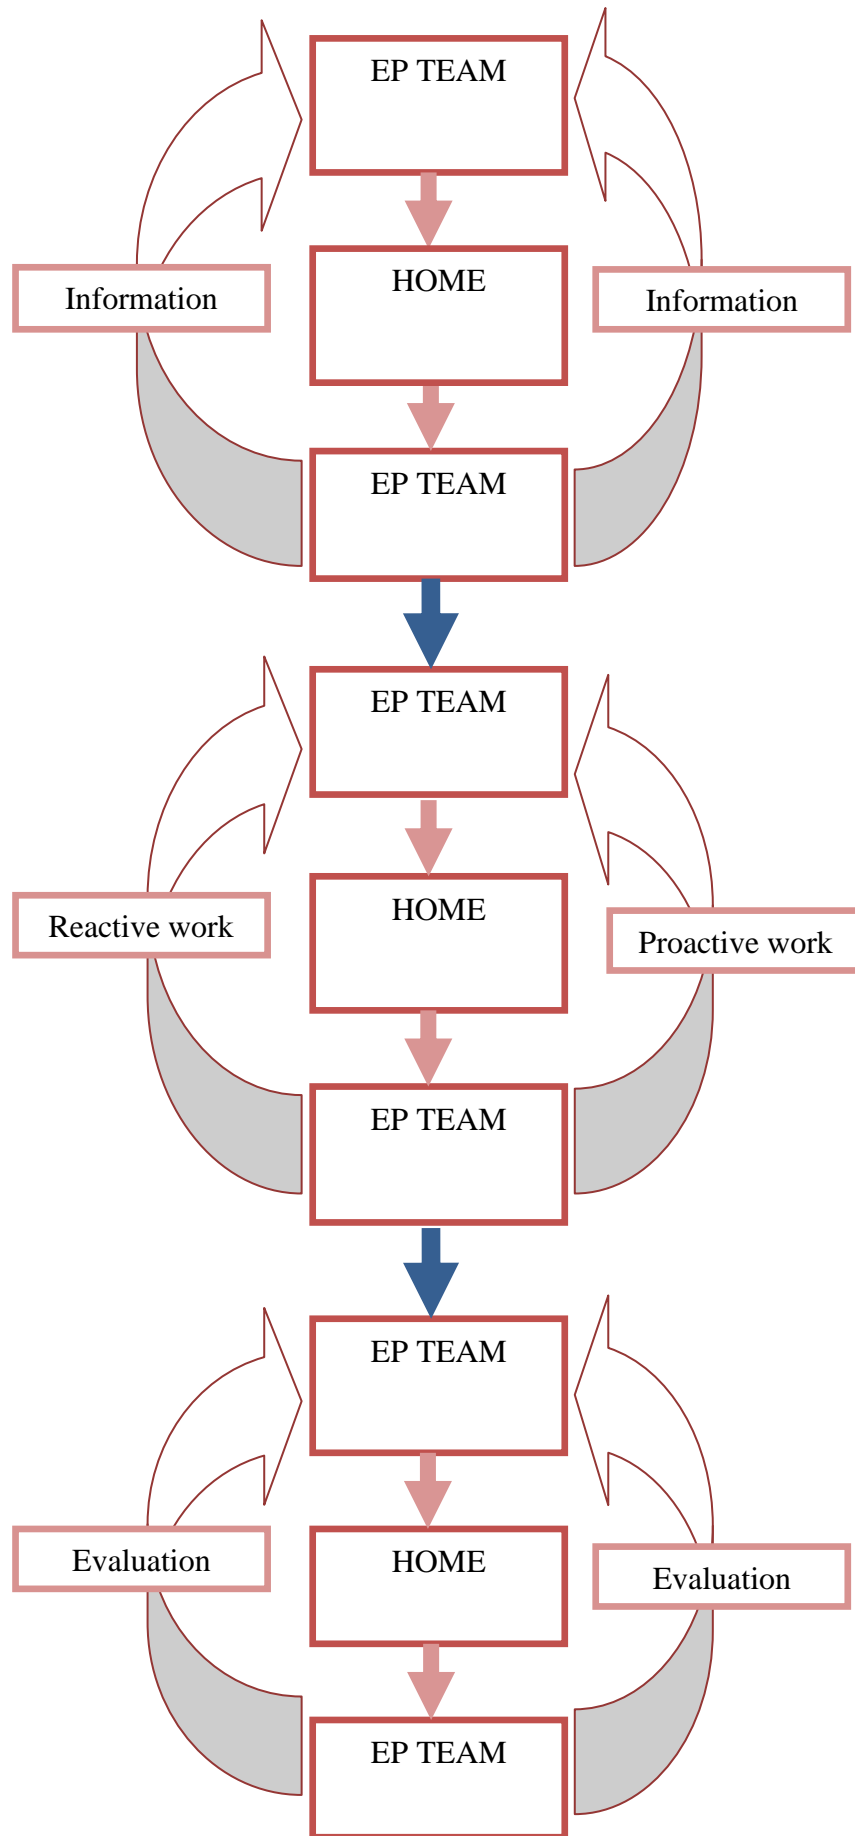 EP TEAM
HOME
Information
Information
EP TEAM
EP TEAM
HOME
Reactive work
Proactive work
EP TEAM
EP TEAM
HOME
Evaluation
Evaluation
EP TEAM